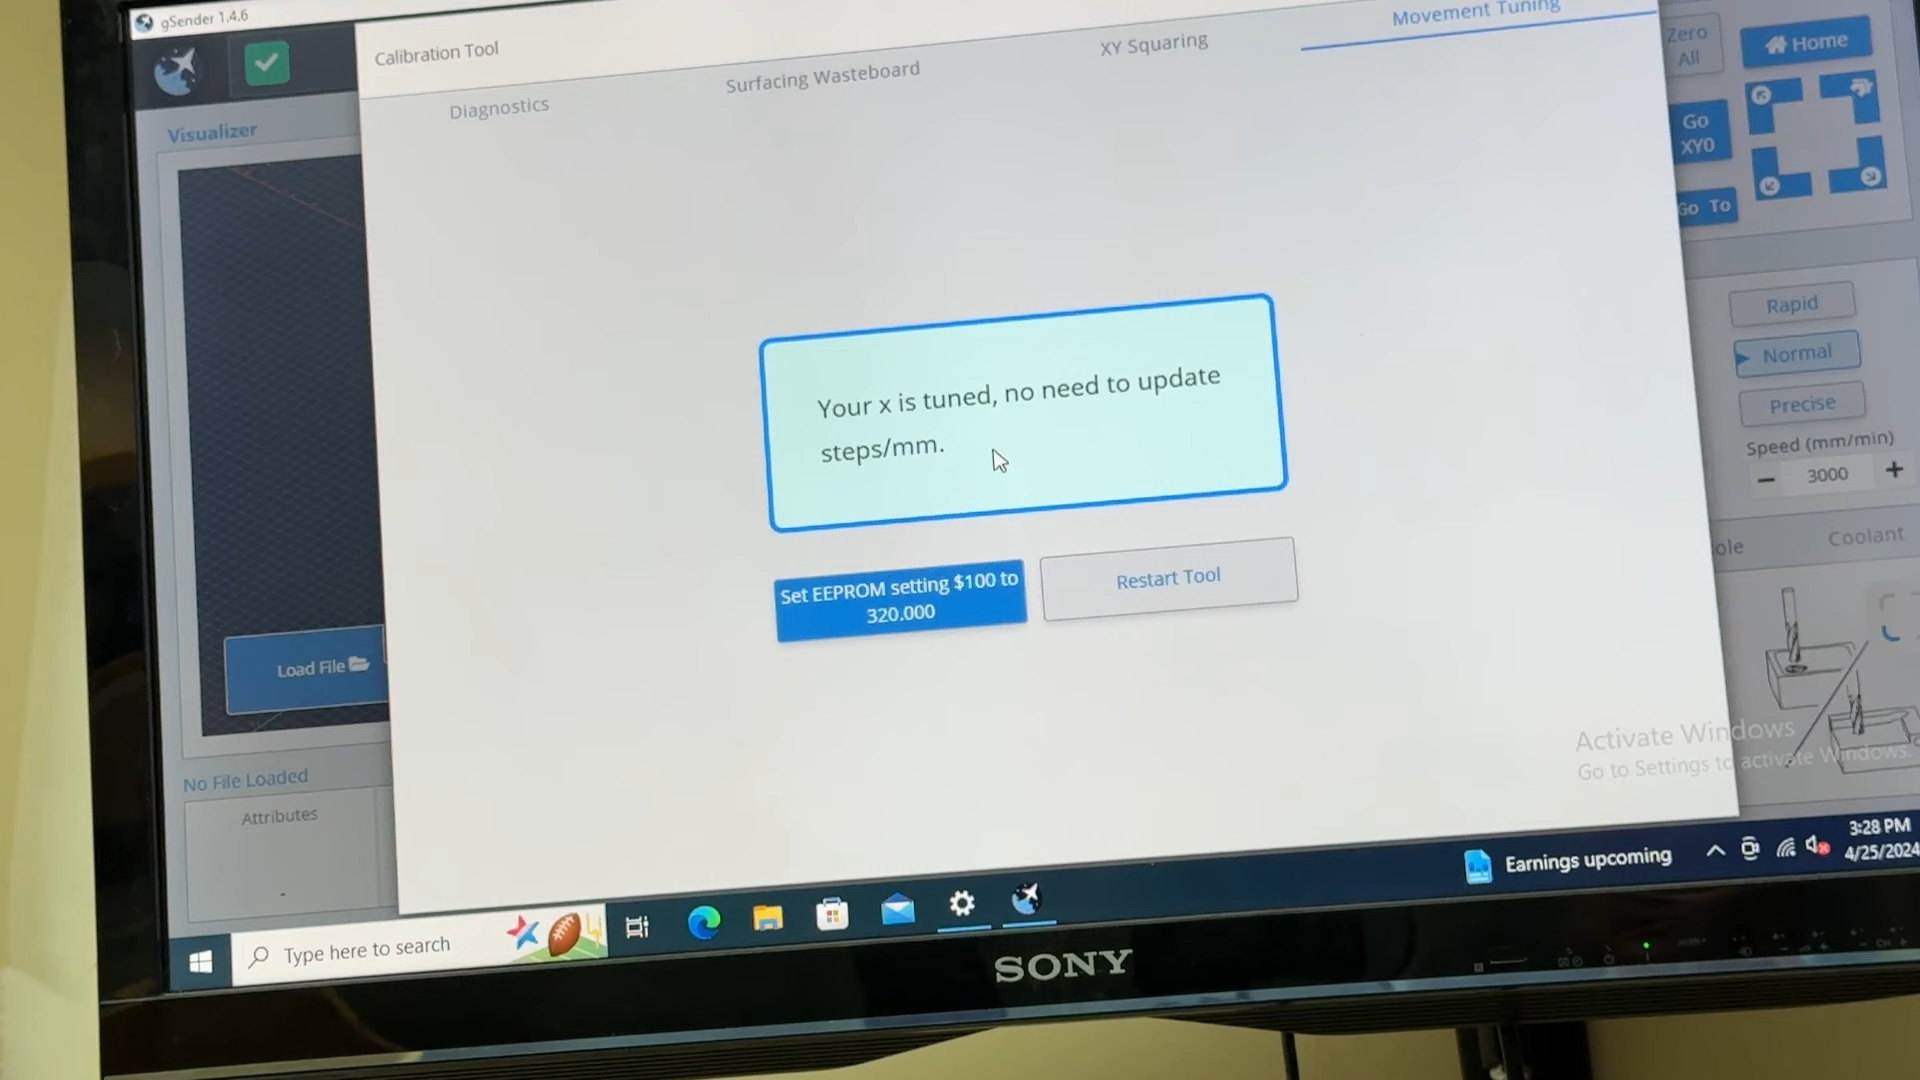 gSender 1.4.6
Calibration Tool
Diagnostics
Surfacing Wasteboard
XY Squaring
Movement Tuning
Zero
All
Home
Visualizer
Go
XY0
Go To
Your x is tuned, no need to update
steps/mm.
Set EEPROM setting $100 to
320.000
Restart Tool
Rapid
Normal
Precise
Speed (mm/min)
− 3000 +
ole
Coolant
Load File
No File Loaded
Attributes
-
Activate Windows
Go to Settings to activate Windows.
Type here to search
Earnings upcoming
3:28 PM
4/25/2024
SONY